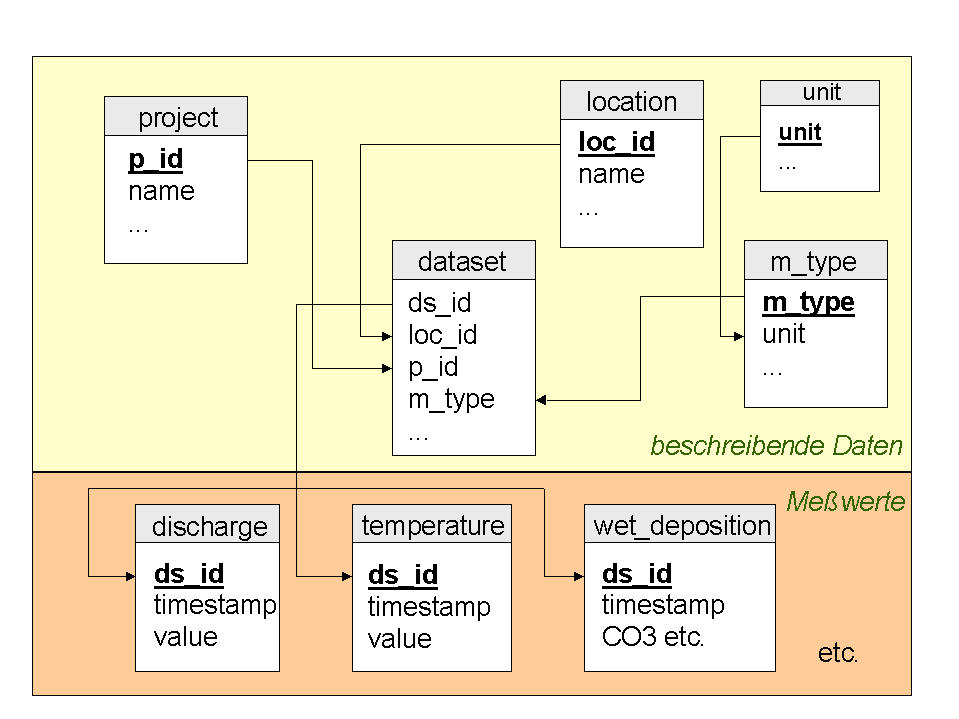 project
p_id
name
...
location
loc_id
name
...
unit
unit
...
dataset
ds_id
loc_id
p_id
m_type
...
m_type
m_type
unit
...
beschreibende Daten
Meßwerte
discharge
ds_id
timestamp
value
temperature
ds_id
timestamp
value
wet_deposition
ds_id
timestamp
CO3 etc.
etc.